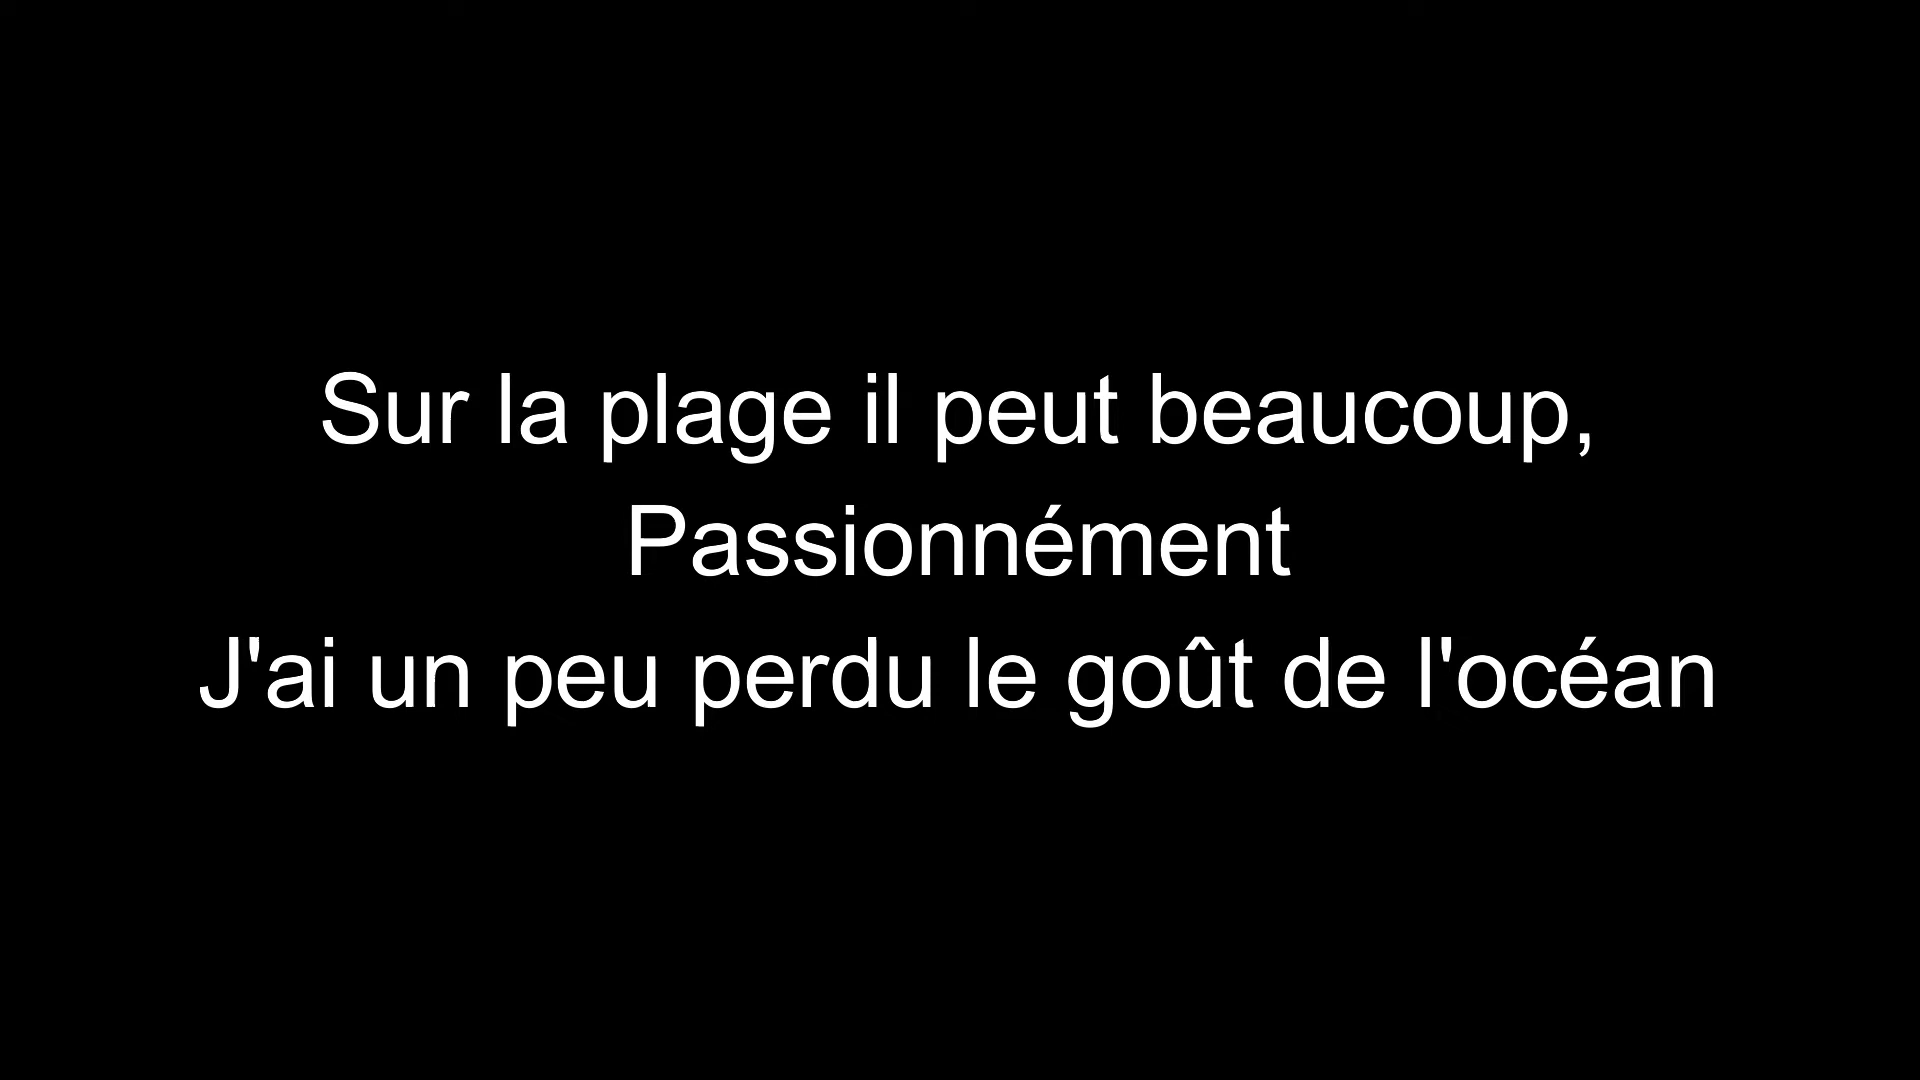 Sur la plage il peut beaucoup,
Passionnément
J'ai un peu perdu le goût de l'océan